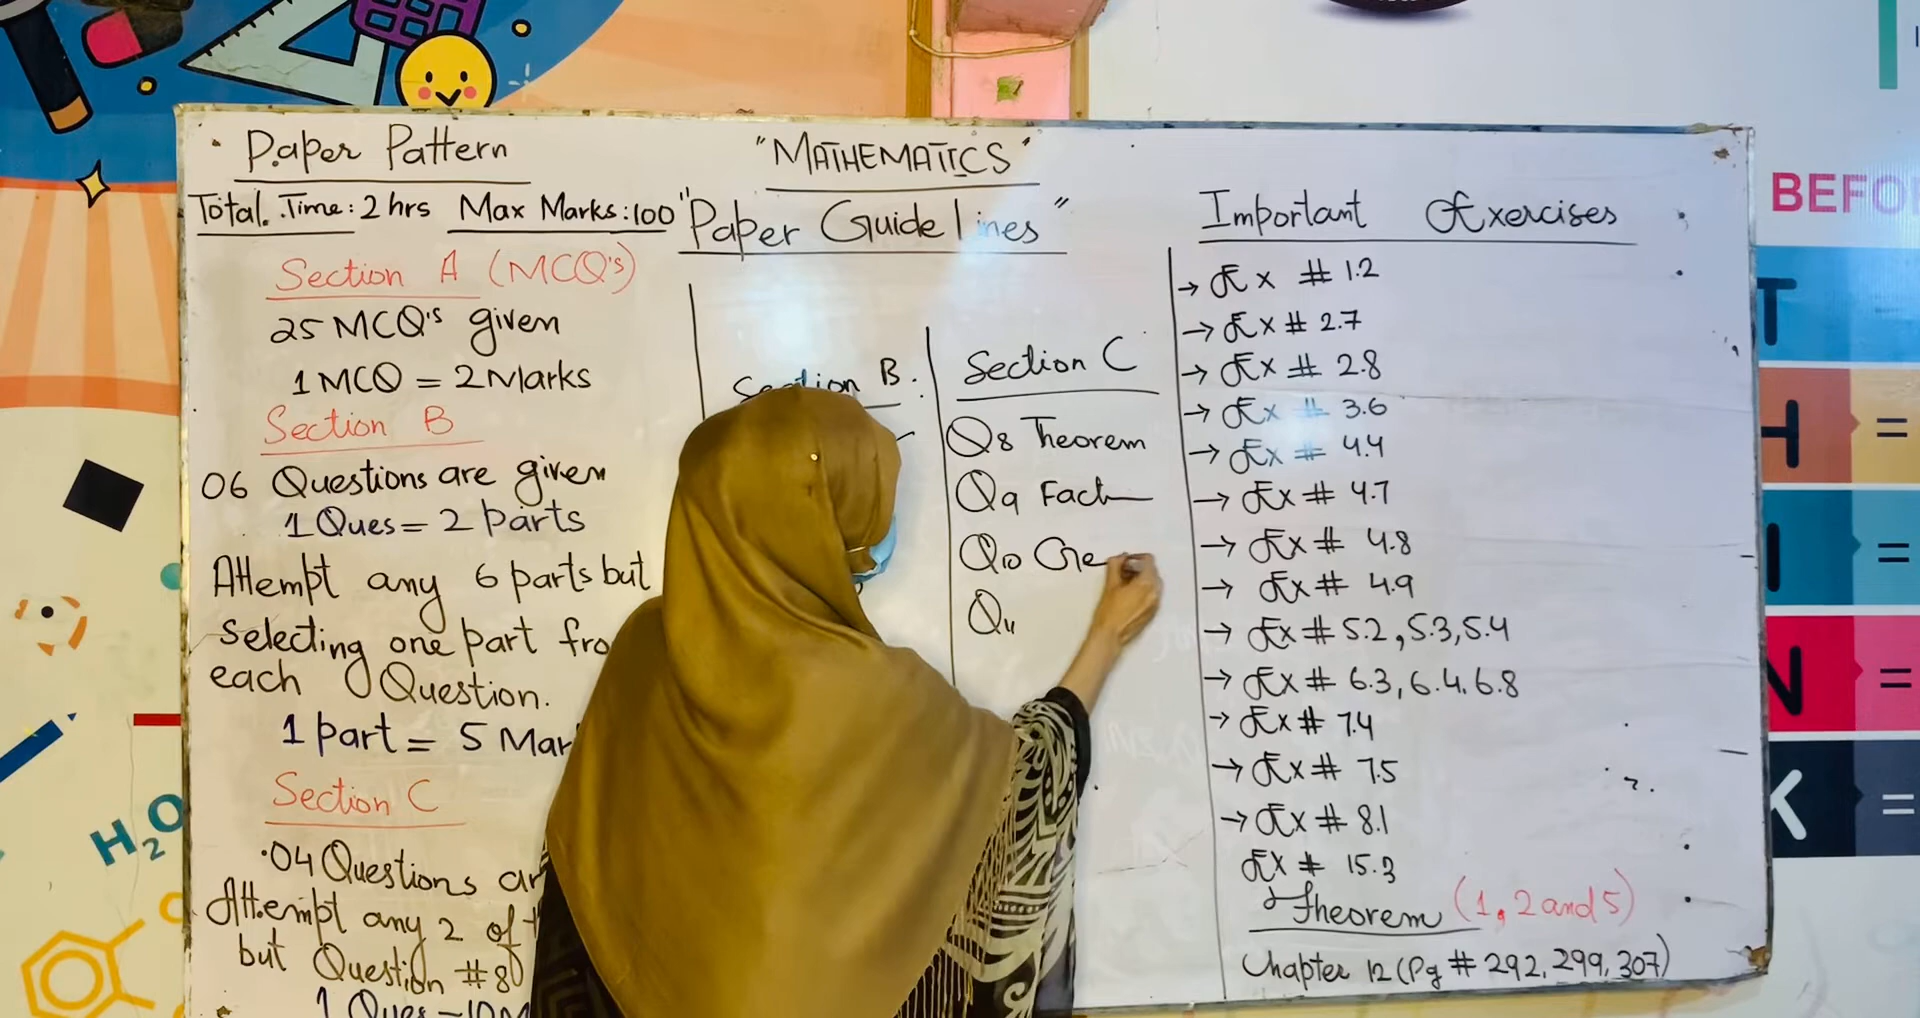 Paper Pattern
Total Time: 2 hrs Max Marks: 100
Section A (MCQ's)
25 MCQ's given
1 MCQ = 2 Marks
Section B
06 Questions are given
1 Ques = 2 parts
Attempt any 6 parts but
selecting one part
each Question.
1 part = 5
Section C
04 Questions
Attempt any 2 of
but Question #8
1 Ques
"MATHEMATICS"
"Paper Guide Lines"
Section B.
Section C
Q8 Theorem
Q9 Fact
Q10 Ge
Q11
Important Exercises
→ Ex # 1.2
→ Ex # 2.7
→ Ex # 2.8
→ Ex # 3.6
→ Ex # 4.4
→ Ex # 4.7
→ Ex # 4.8
→ Ex # 4.9
→ Ex # 5.2, 5.3, 5.4
→ Ex # 6.3, 6.4, 6.8
→ Ex # 7.4
→ Ex # 7.5
→ Ex # 8.1
Ex # 15.3
Theorem (1, 2 and 5)
Chapter 12 (Pg # 292, 299, 307)
H2O
BEFO
T
H =
I =
N =
K =